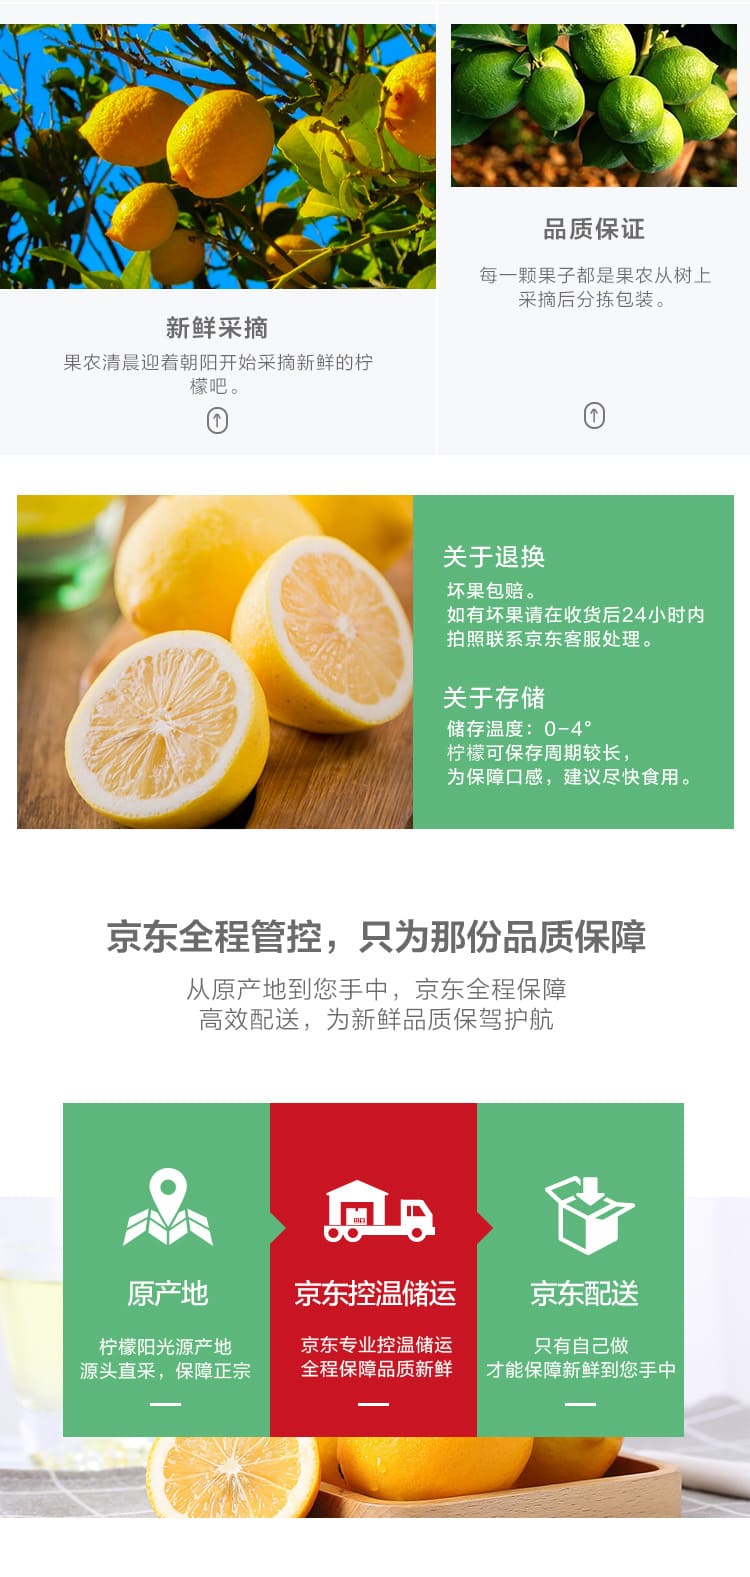 新鲜采摘
果农清晨迎着朝阳开始采摘新鲜的柠
檬吧。
品质保证
每一颗果子都是果农从树上
采摘后分拣包装。
关于退换
坏果包赔。
如有坏果请在收货后24小时内
拍照联系京东客服处理。
关于存储
储存温度：0-4°
柠檬可保存周期较长，
为保障口感，建议尽快食用。
京东全程管控，只为那份品质保障
从原产地到您手中，京东全程保障
高效配送，为新鲜品质保驾护航
原产地
柠檬阳光源产地
源头直采，保障正宗
京东控温储运
京东专业控温储运
全程保障品质新鲜
京东配送
只有自己做
才能保障新鲜到您手中